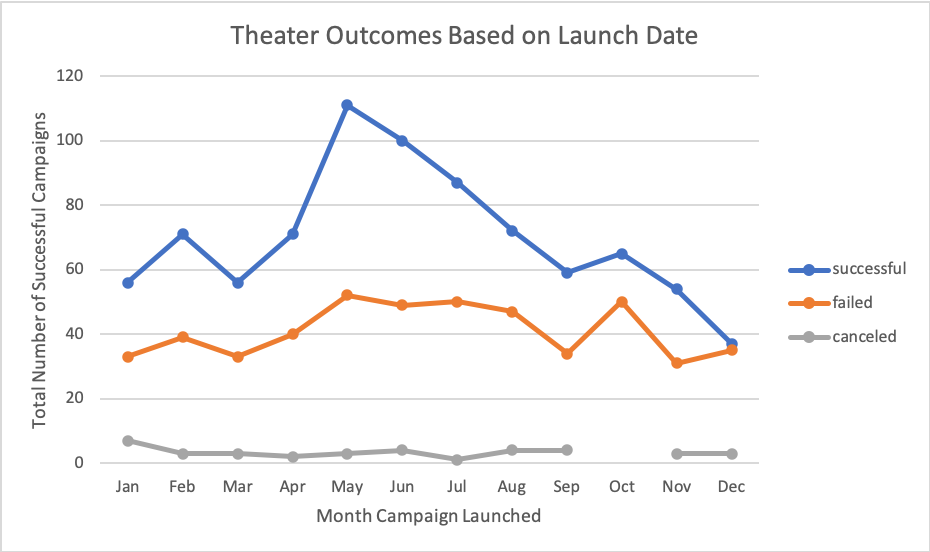 Theater Outcomes Based on Launch Date
Total Number of Successful Campaigns
120
100
80
60
40
20
0
Jan Feb Mar Apr May Jun Jul Aug Sep Oct Nov Dec
Month Campaign Launched
successful
failed
canceled